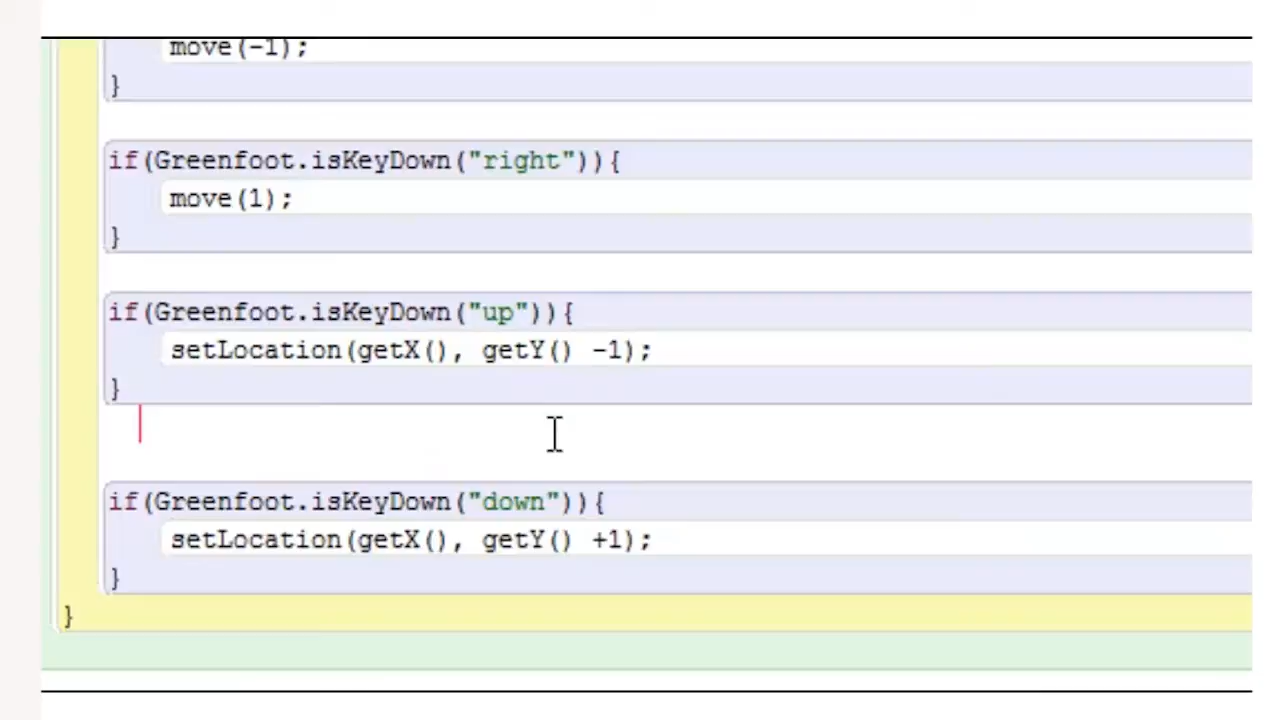 move(-1);
}
if(Greenfoot.isKeyDown("right")){
move(1);
}
if(Greenfoot.isKeyDown("up")){
setLocation(getX(), getY() -1);
}
if(Greenfoot.isKeyDown("down")){
setLocation(getX(), getY() +1);
}
}